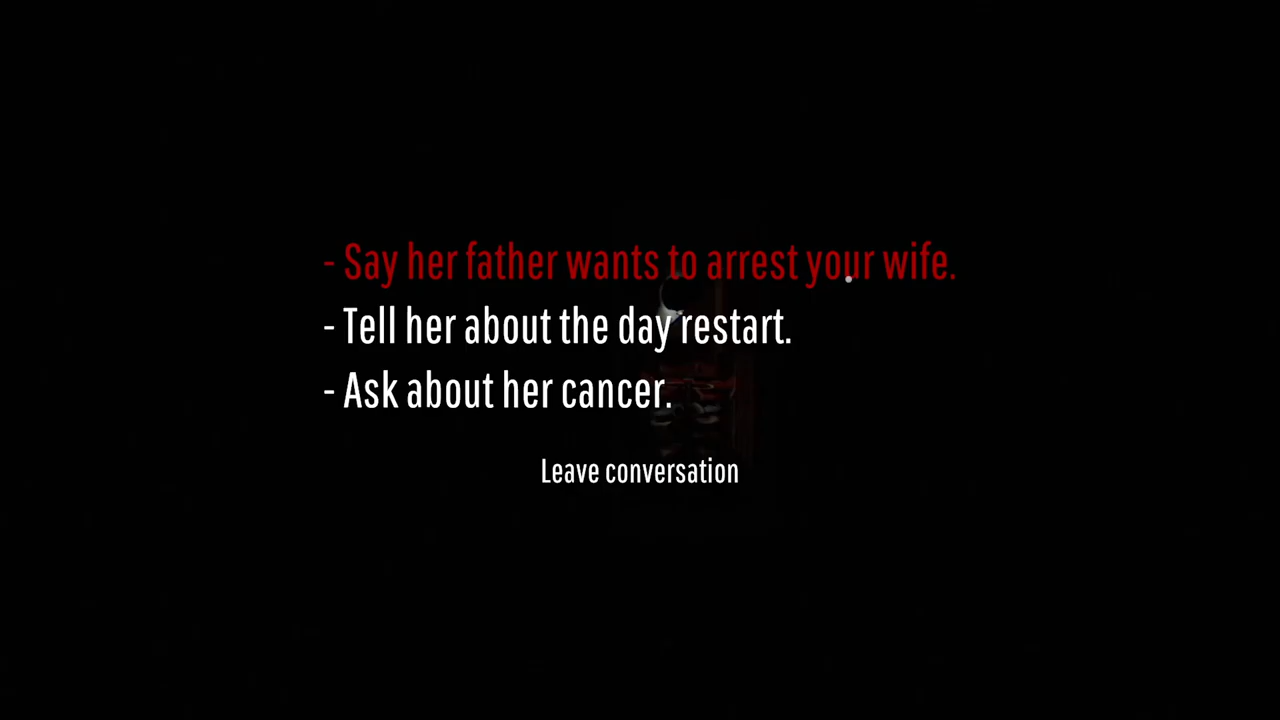 - Say her father wants to arrest your wife.
- Tell her about the day restart.
- Ask about her cancer.
Leave conversation